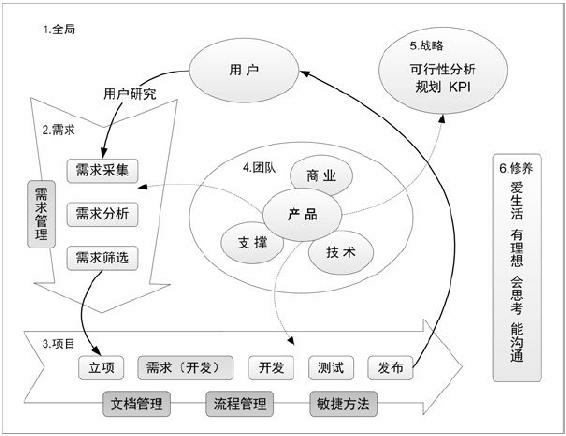 1.全局
用 户
5.战略
可行性分析
规划 KPI
用户研究
2.需求
需求采集
需求分析
需求筛选
需求管理
4.团队
商 业
产 品
支 撑
技 术
6.修养
爱生活 有理想 会思考 能沟通
3.项目
立项
需求（开发）
开发
测试
发布
文档管理
流程管理
敏捷方法